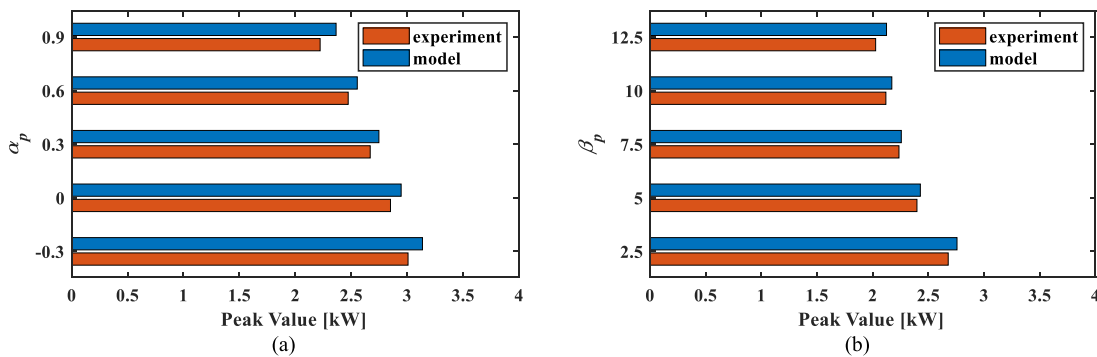 0.9
0.6
0.3
0
-0.3
α_p
experiment
model
0 0.5 1 1.5 2 2.5 3 3.5 4
Peak Value [kW]
(a)
12.5
10
7.5
5
2.5
β_p
experiment
model
0 0.5 1 1.5 2 2.5 3 3.5 4
Peak Value [kW]
(b)